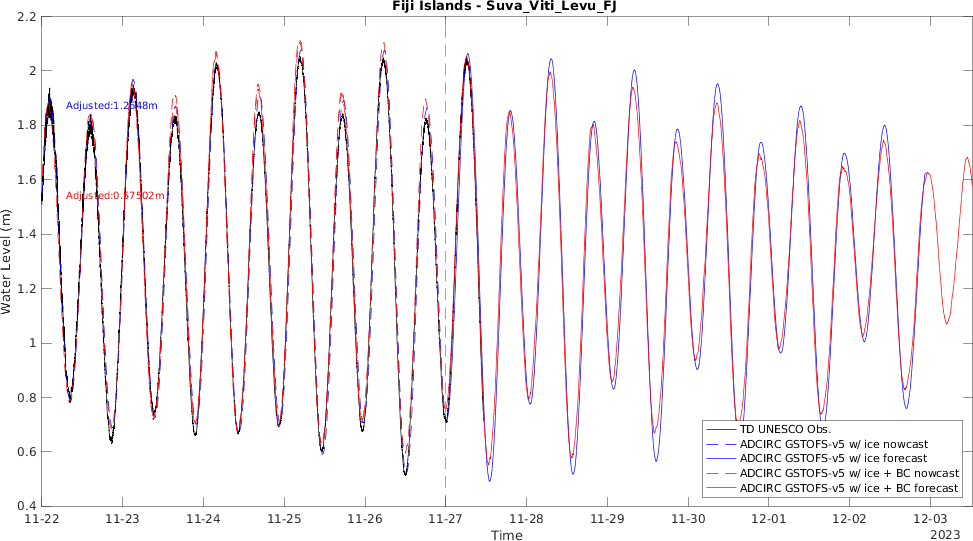 Fiji Islands - Suva_Viti_Levu_FJ
2.2
2
1.8
1.6
1.4
1.2
1
0.8
0.6
0.4
Water Level (m)
Adjusted:1.2648m
Adjusted:0.57502m
TD UNESCO Obs.
ADCIRC GSTOFS-v5 w/ ice nowcast
ADCIRC GSTOFS-v5 w/ ice forecast
ADCIRC GSTOFS-v5 w/ ice + BC nowcast
ADCIRC GSTOFS-v5 w/ ice + BC forecast
11-22 11-23 11-24 11-25 11-26 11-27 11-28 11-29 11-30 12-01 12-02 12-03
Time
2023